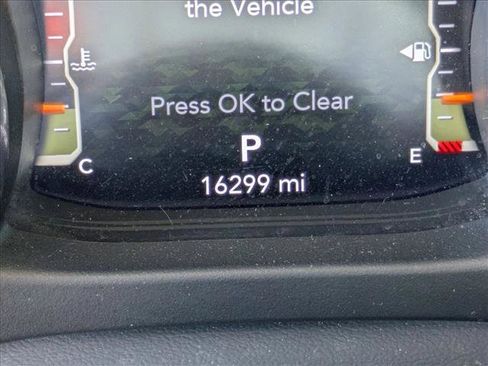 the Vehicle
Press OK to Clear
P
C
E
16299 mi